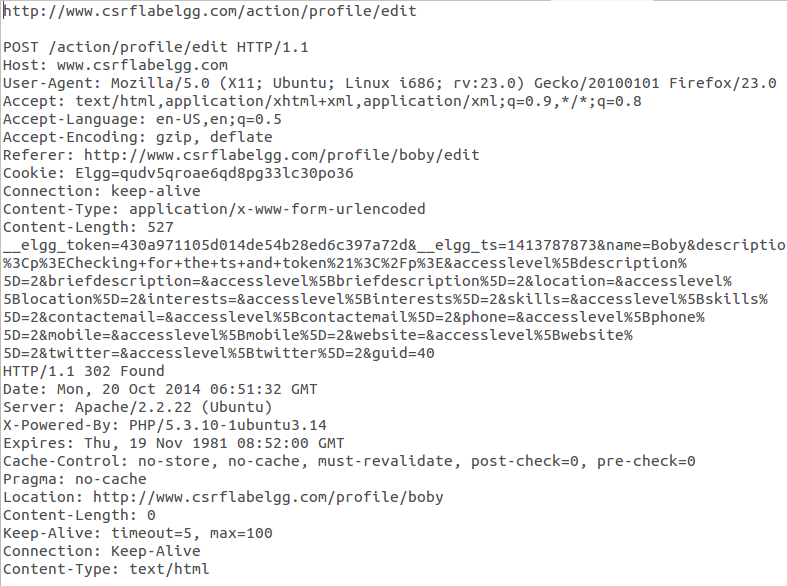 http://www.csrflabelgg.com/action/profile/edit
POST /action/profile/edit HTTP/1.1
Host: www.csrflabelgg.com
User-Agent: Mozilla/5.0 (X11; Ubuntu; Linux i686; rv:23.0) Gecko/20100101 Firefox/23.0
Accept: text/html,application/xhtml+xml,application/xml;q=0.9,*/*;q=0.8
Accept-Language: en-US,en;q=0.5
Accept-Encoding: gzip, deflate
Referer: http://www.csrflabelgg.com/profile/boby/edit
Cookie: Elgg=qudv5qroae6qd8pg33lc30po36
Connection: keep-alive
Content-Type: application/x-www-form-urlencoded
Content-Length: 527
__elgg_token=430a971105d014de54b28ed6c397a72d&__elgg_ts=1413787873&name=Boby&descriptio
%3Cp%3EChecking+for+the+ts+and+token%21%3C%2Fp%3E&accesslevel%5Bdescription%
5D=2&briefdescription=&accesslevel%5Bbriefdescription%5D=2&location=&accesslevel%
5Blocation%5D=2&interests=&accesslevel%5Binterests%5D=2&skills=&accesslevel%5Bskills%
5D=2&contactemail=&accesslevel%5Bcontactemail%5D=2&phone=&accesslevel%5Bphone%
5D=2&mobile=&accesslevel%5Bmobile%5D=2&website=&accesslevel%5Bwebsite%
5D=2&twitter=&accesslevel%5Btwitter%5D=2&guid=40
HTTP/1.1 302 Found
Date: Mon, 20 Oct 2014 06:51:32 GMT
Server: Apache/2.2.22 (Ubuntu)
X-Powered-By: PHP/5.3.10-1ubuntu3.14
Expires: Thu, 19 Nov 1981 08:52:00 GMT
Cache-Control: no-store, no-cache, must-revalidate, post-check=0, pre-check=0
Pragma: no-cache
Location: http://www.csrflabelgg.com/profile/boby
Content-Length: 0
Keep-Alive: timeout=5, max=100
Connection: Keep-Alive
Content-Type: text/html